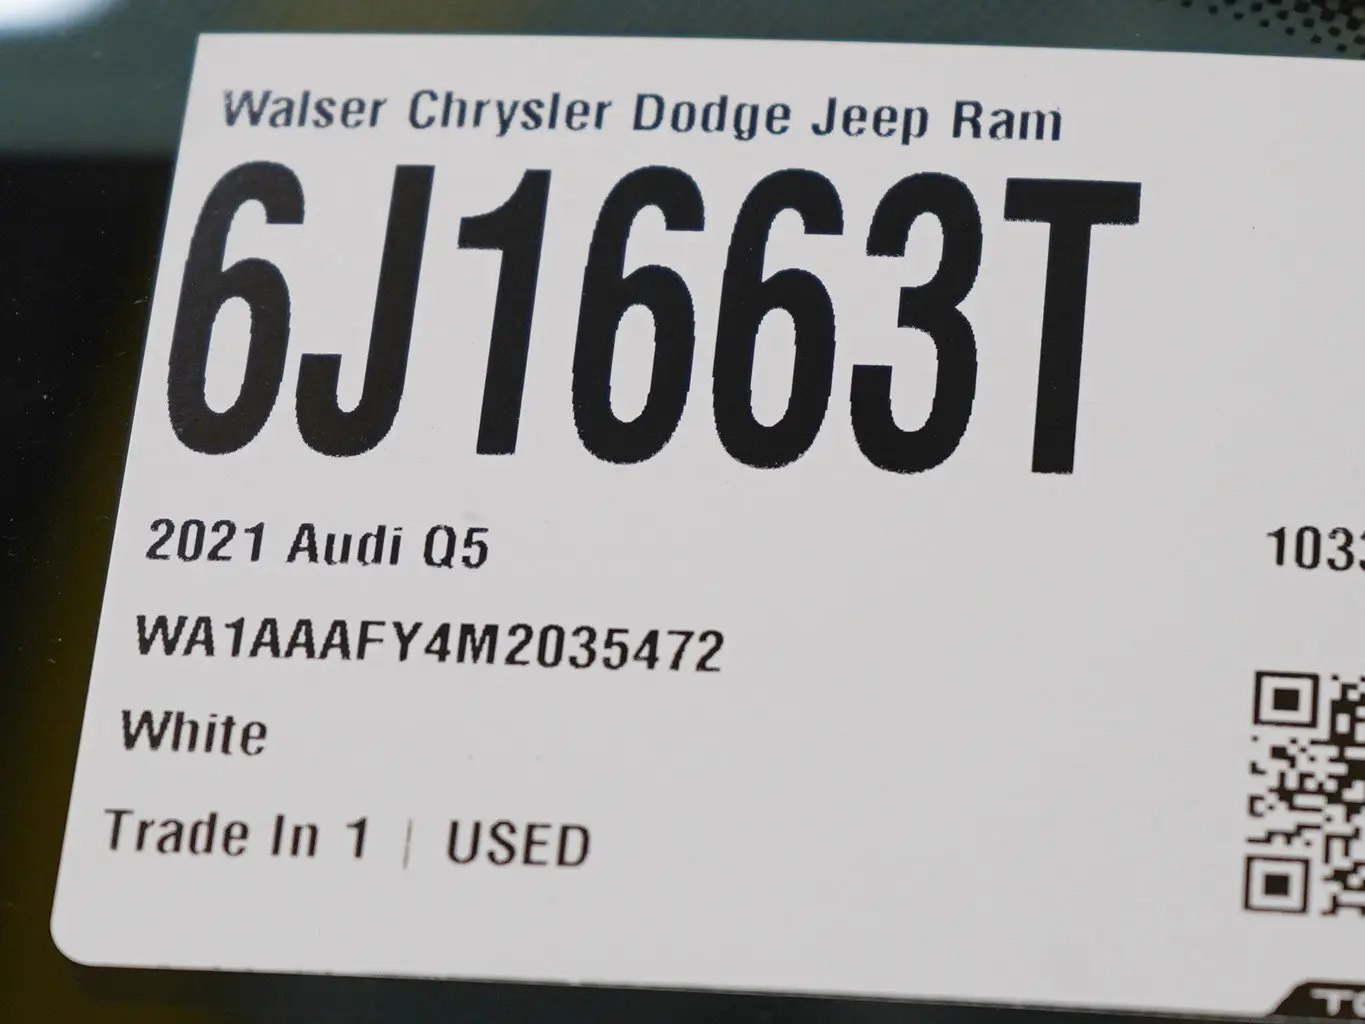 Walser Chrysler Dodge Jeep Ram
6J1663T
2021 Audi Q5
WA1AAAFY4M2035472
White
Trade In 1 | USED